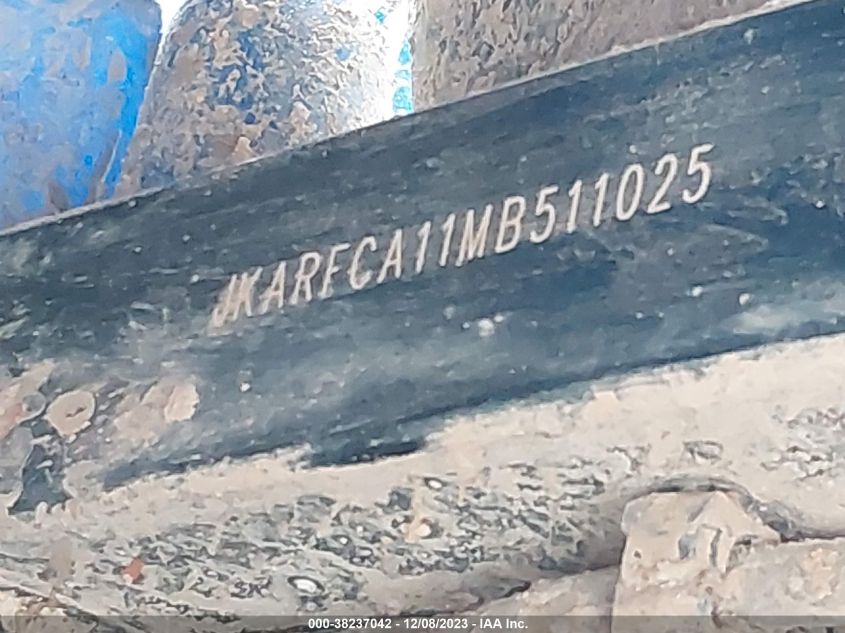 JKARFCA11MB511025
000-38237042 - 12/08/2023 - IAA Inc.